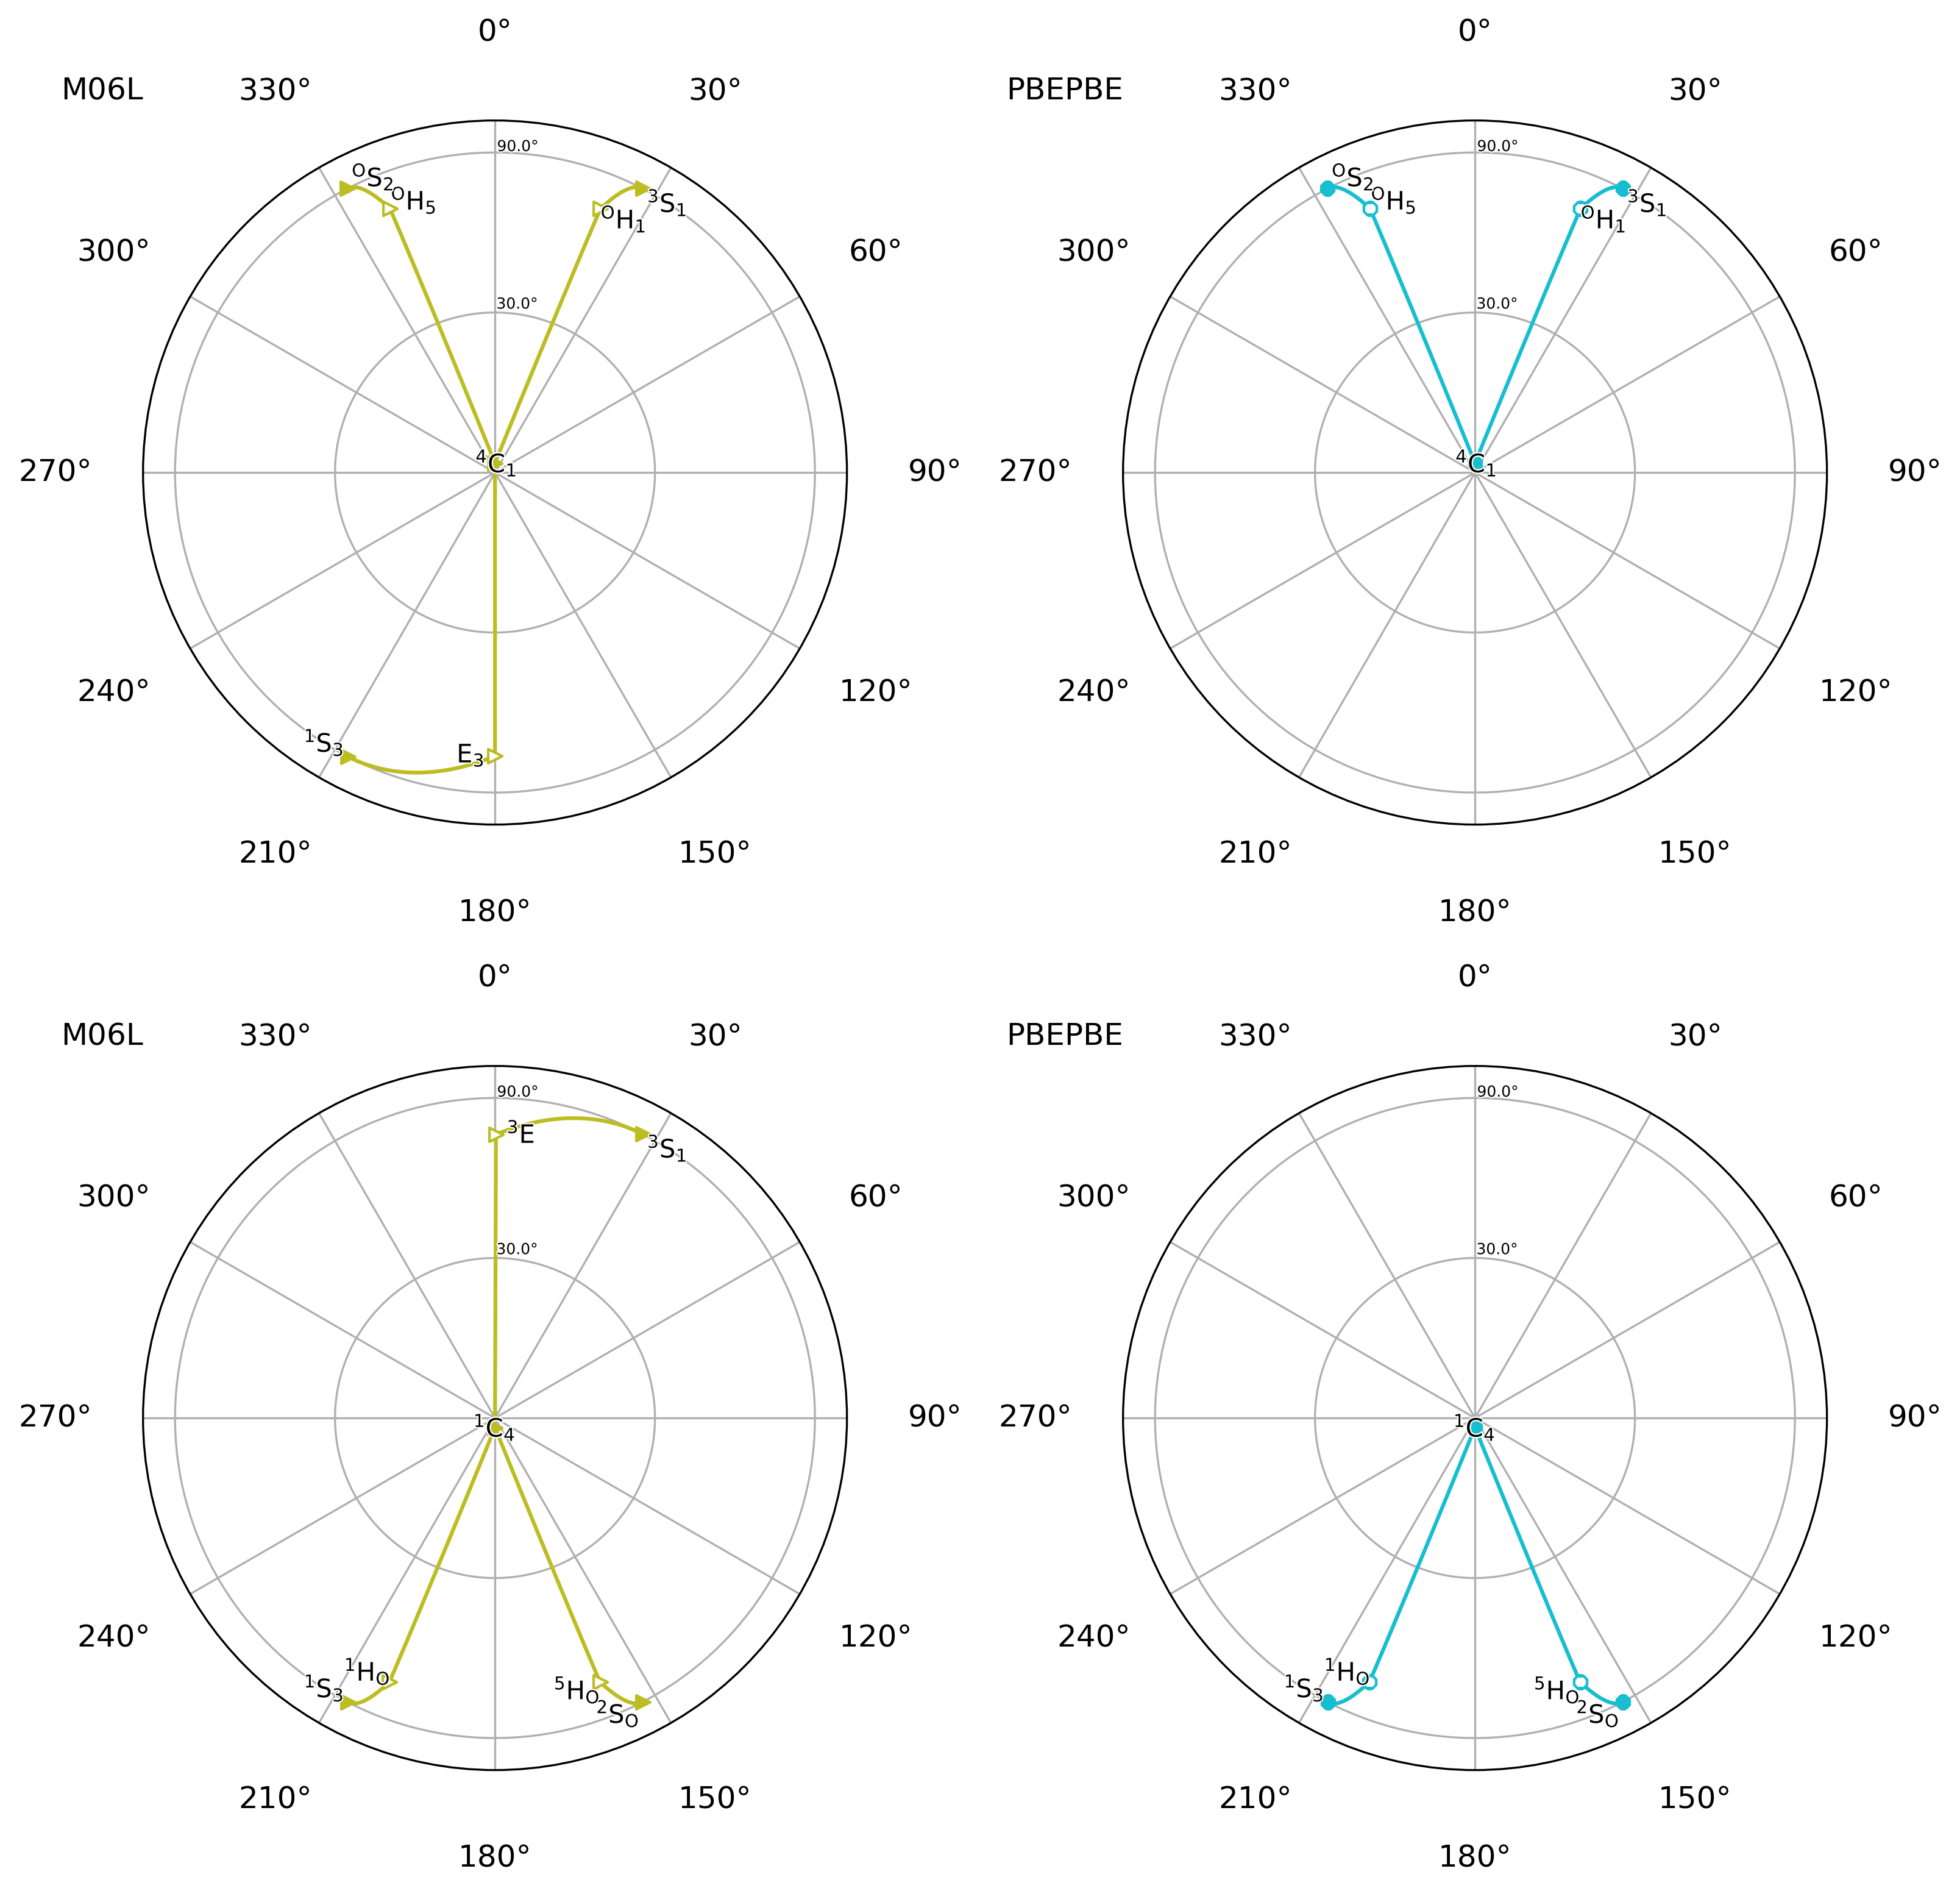 0° 0°
M06L 330° 30° PBEPBE 330° 30°
90.0° 90.0°
ᴼS₂ ᴼH₅ ᴼH₁ ³S₁ ᴼS₂ ᴼH₅ ᴼH₁ ³S₁
300° 60° 300° 60°
30.0° 30.0°
270° ⁴C₁ 90° 270° ⁴C₁ 90°
240° 120° 240° 120°
¹S₃ E₃
210° 150° 210° 150°
180° 180°
0° 0°
M06L 330° 30° PBEPBE 330° 30°
90.0° 90.0°
³E ³S₁
300° 60° 300° 60°
30.0° 30.0°
270° ¹C₄ 90° 270° ¹C₄ 90°
240° 120° 240° 120°
¹S₃ ¹Hₒ ⁵Hₒ ²Sₒ ¹S₃ ¹Hₒ ⁵Hₒ ²Sₒ
210° 150° 210° 150°
180° 180°